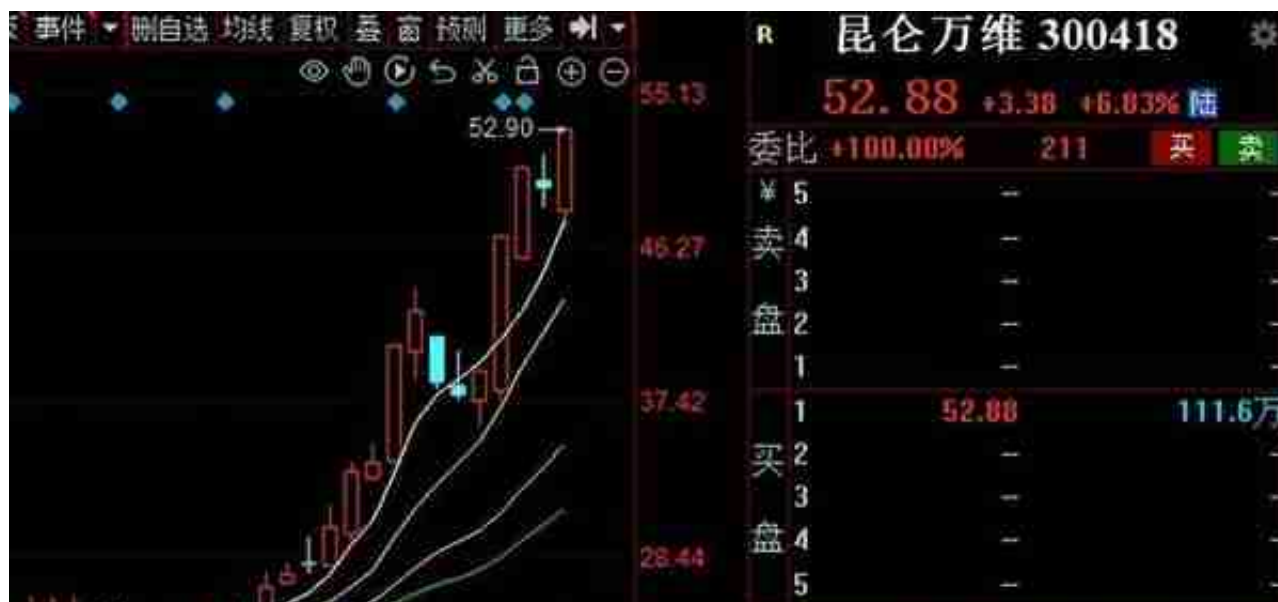 事件 删自选 均线 复权 叠 窗 预测 更多
R 昆仑万维 300418
55.13
52.88 +3.38 +6.83% 陆
52.90
委比 +100.00% 211 买 卖
¥ 5 --
46.27
卖 4 --
3 --
盘 2 --
1 --
37.42
1 52.88 111.6万
买 2 --
3 --
盘 4 --
28.44
5 --